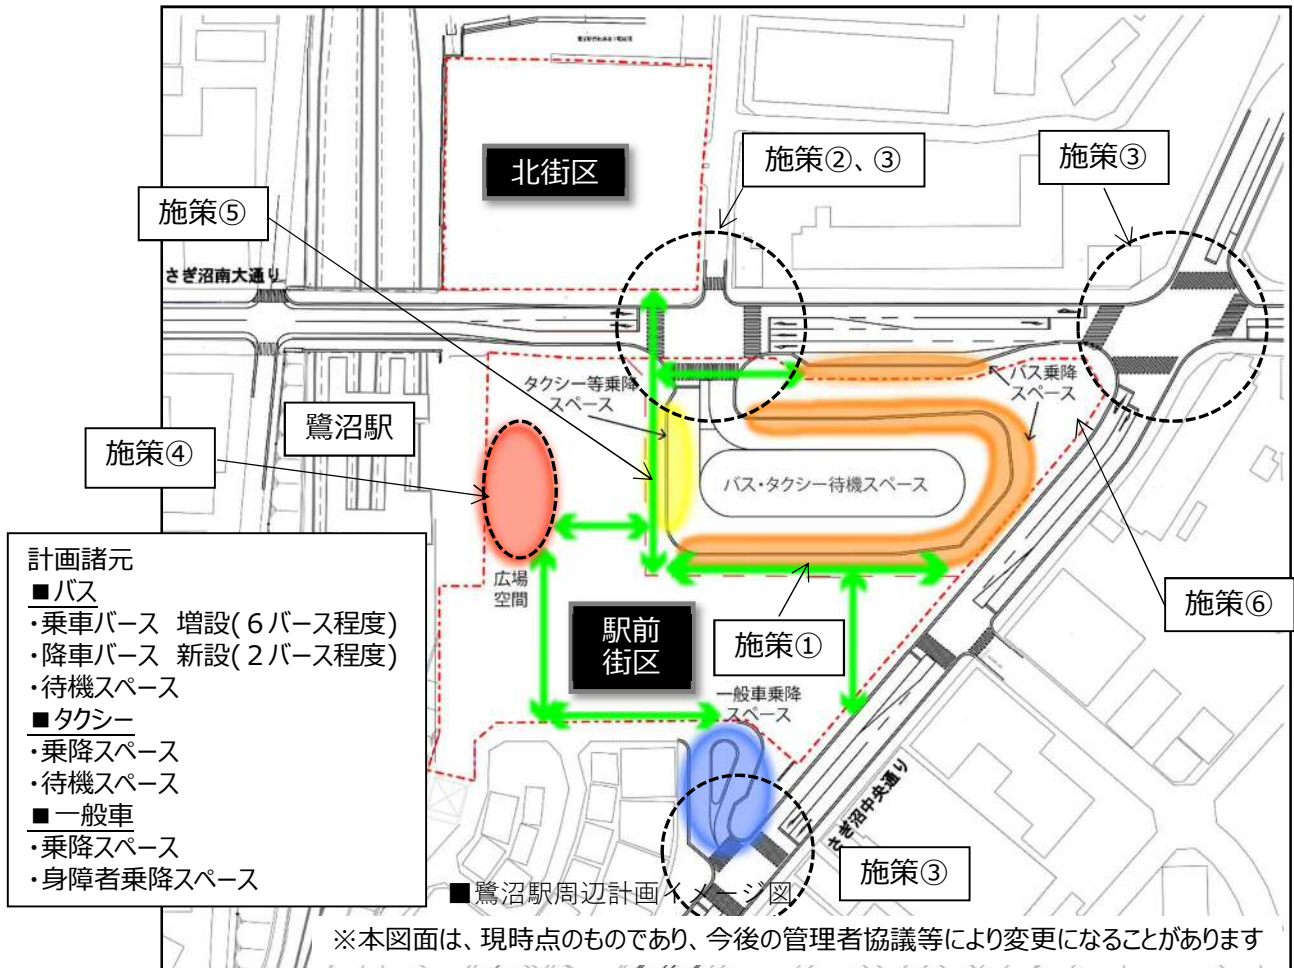 北街区
施策②、③
施策③
施策⑤
さぎ沼南大通り
タクシー等乗降
スペース
バス乗降
スペース
鷺沼駅
施策④
バス・タクシー待機スペース
広場
空間
駅前
街区
施策①
施策⑥
一般車乗降
スペース
計画諸元
■バス
・乗車バース 増設(６バース程度)
・降車バース 新設(２バース程度)
・待機スペース
■タクシー
・乗降スペース
・待機スペース
■一般車
・乗降スペース
・身障者乗降スペース
さぎ沼中央通り
施策③
■鷺沼駅周辺計画イメージ図
※本図面は、現時点のものであり、今後の管理者協議等により変更になることがあります